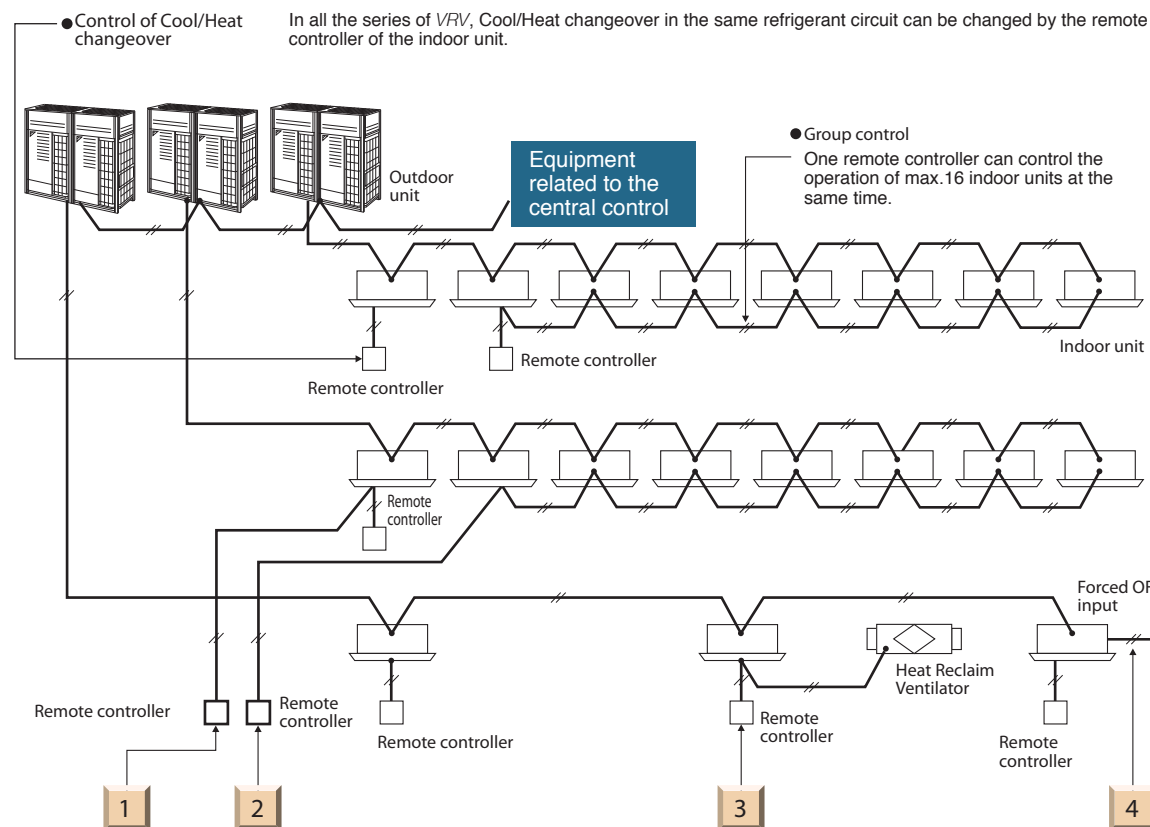 ●Control of Cool/Heat
changeover
In all the series of VRV, Cool/Heat changeover in the same refrigerant circuit can be changed by the remote
controller of the indoor unit.
Outdoor
unit
Equipment
related to the
central control
●Group control
One remote controller can control the
operation of max.16 indoor units at the
same time.
Indoor unit
Remote controller
Remote controller
Remote
controller
Forced OF
input
Heat Reclaim
Ventilator
Remote controller
Remote
controller
Remote controller
Remote
controller
Remote
controller
1
2
3
4